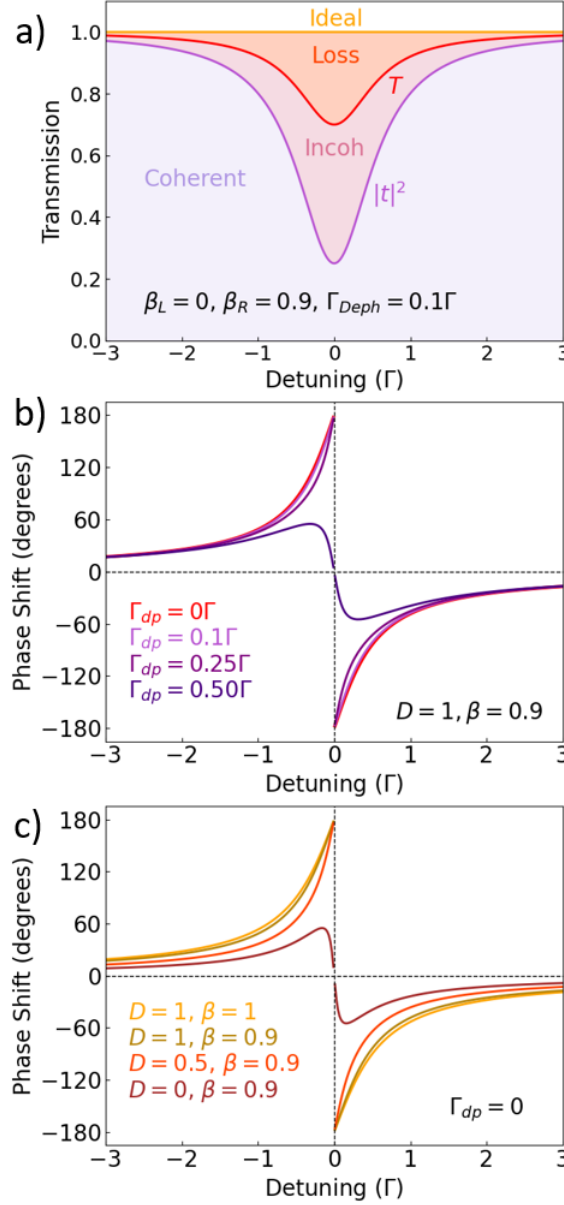 a)
Ideal
Loss
T
Incoh
Coherent
|t|²
β_L = 0, β_R = 0.9, Γ_Deph = 0.1Γ
Transmission
1.0
0.8
0.6
0.4
0.2
0.0
−3 −2 −1 0 1 2 3
Detuning (Γ)
b)
Phase Shift (degrees)
180
120
60
0
−60
−120
−180
Γ_dp = 0Γ
Γ_dp = 0.1Γ
Γ_dp = 0.25Γ
Γ_dp = 0.50Γ
D = 1, β = 0.9
−3 −2 −1 0 1 2 3
Detuning (Γ)
c)
Phase Shift (degrees)
180
120
60
0
−60
−120
−180
D = 1, β = 1
D = 1, β = 0.9
D = 0.5, β = 0.9
D = 0, β = 0.9
Γ_dp = 0
−3 −2 −1 0 1 2 3
Detuning (Γ)